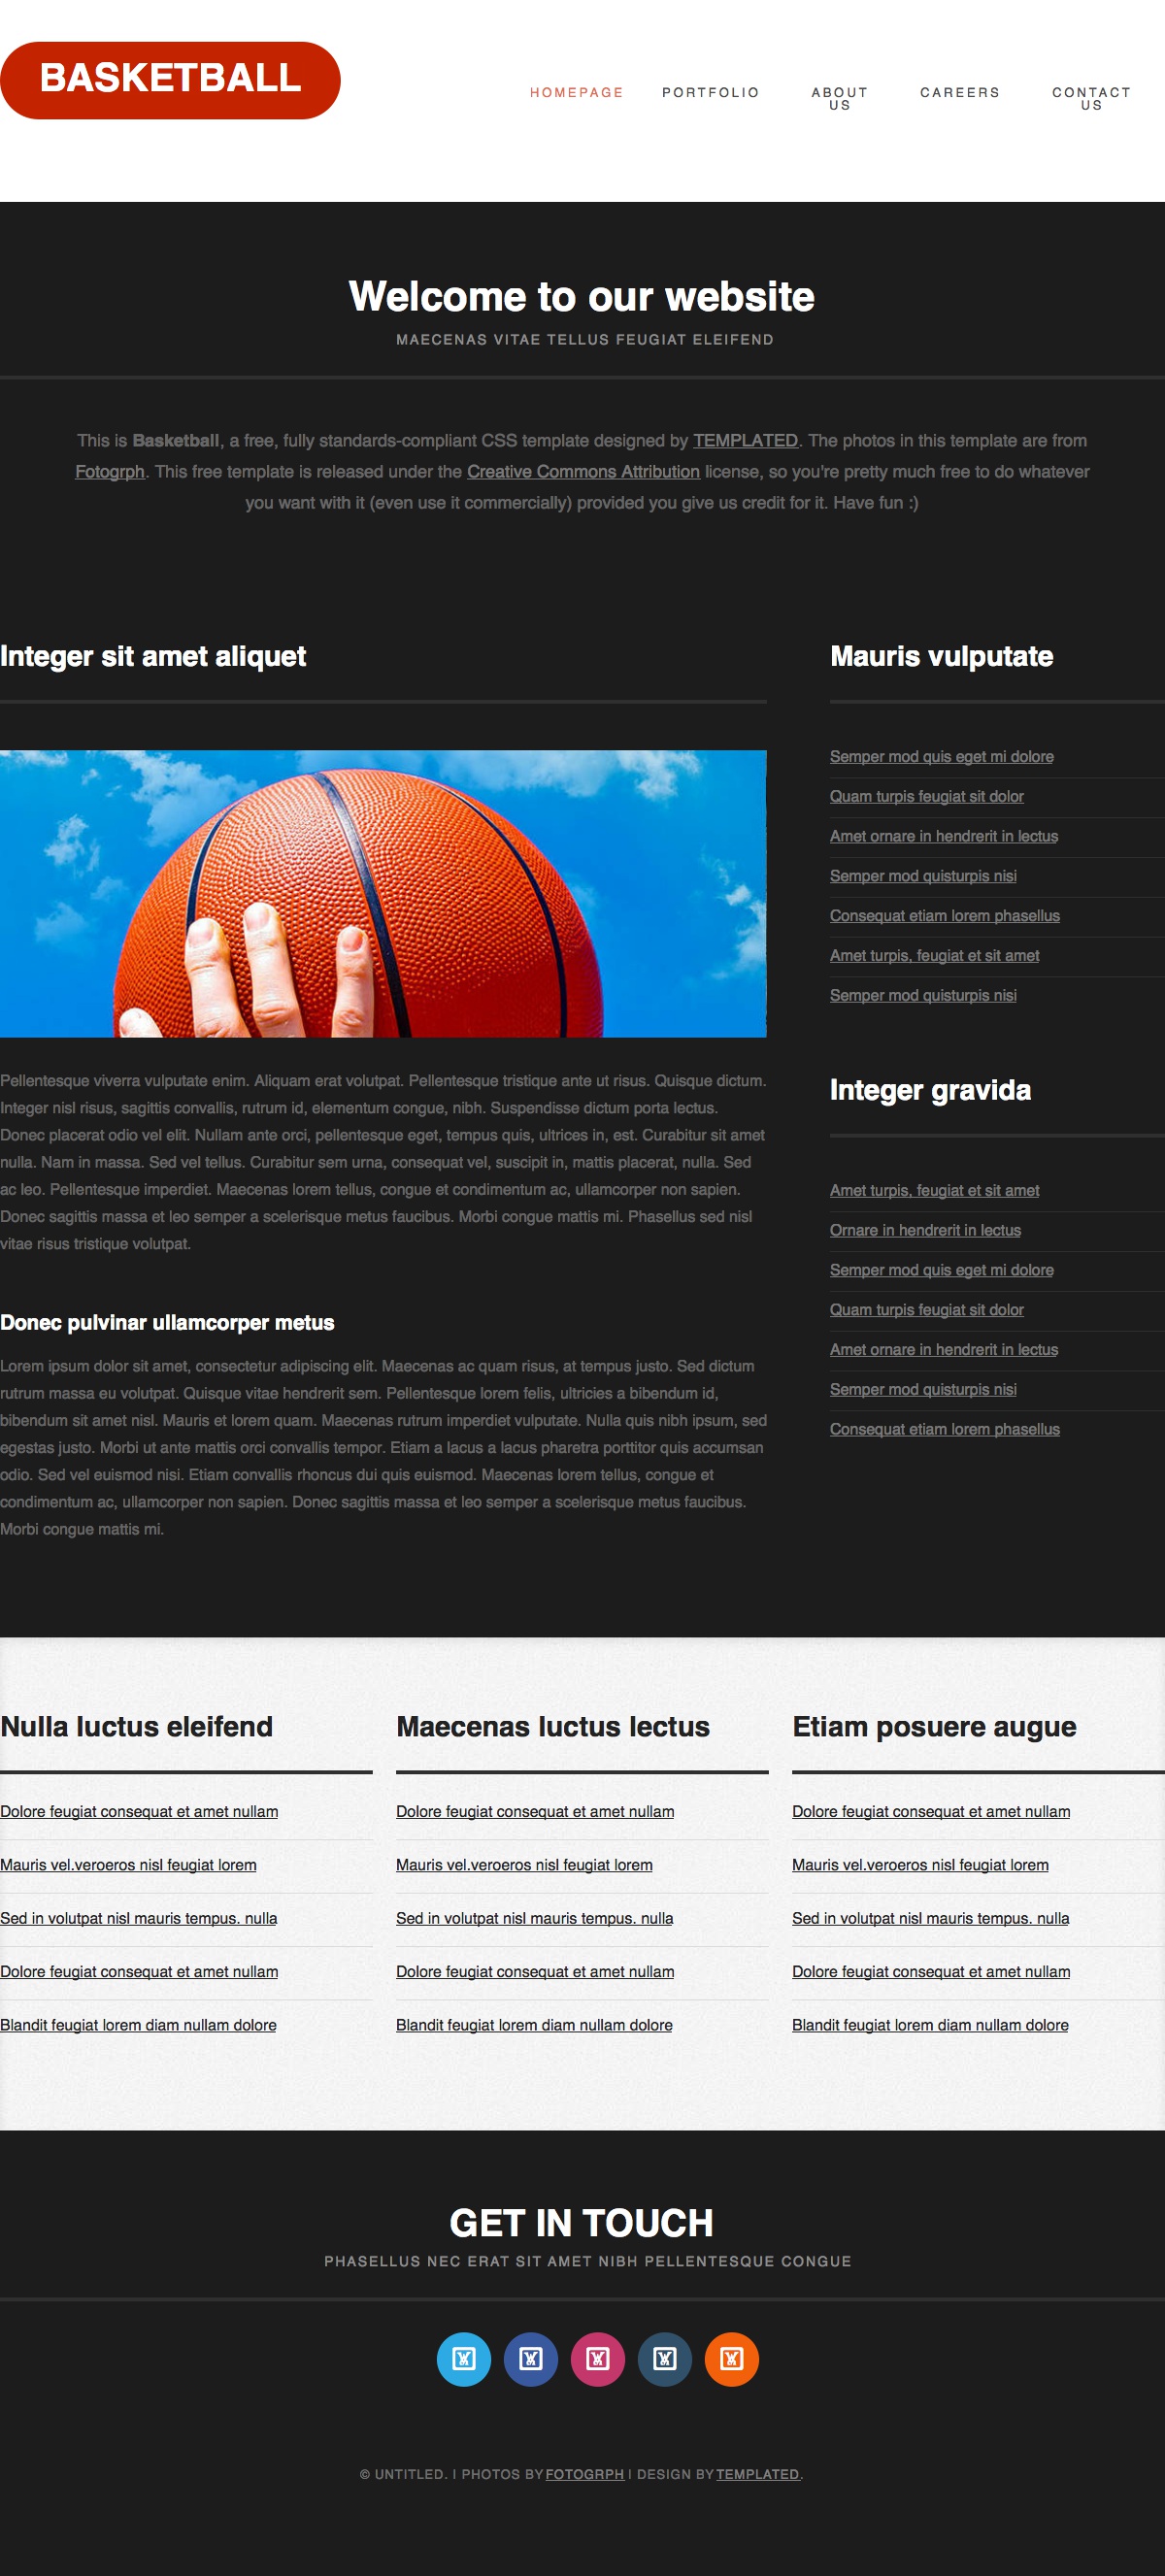 BASKETBALL
HOMEPAGE
PORTFOLIO
ABOUT
US
CAREERS
CONTACT
US
Welcome to our website
MAECENAS VITAE TELLUS FEUGIAT ELEIFEND
This is Basketball, a free, fully standards-compliant CSS template designed by TEMPLATED. The photos in this template are from
Fotogrph. This free template is released under the Creative Commons Attribution license, so you're pretty much free to do whatever
you want with it (even use it commercially) provided you give us credit for it. Have fun :)
Integer sit amet aliquet
Pellentesque viverra vulputate enim. Aliquam erat volutpat. Pellentesque tristique ante ut risus. Quisque dictum.
Integer nisl risus, sagittis convallis, rutrum id, elementum congue, nibh. Suspendisse dictum porta lectus.
Donec placerat odio vel elit. Nullam ante orci, pellentesque eget, tempus quis, ultrices in, est. Curabitur sit amet
nulla. Nam in massa. Sed vel tellus. Curabitur sem urna, consequat vel, suscipit in, mattis placerat, nulla. Sed
ac leo. Pellentesque imperdiet. Maecenas lorem tellus, congue et condimentum ac, ullamcorper non sapien.
Donec sagittis massa et leo semper a scelerisque metus faucibus. Morbi congue mattis mi. Phasellus sed nisl
vitae risus tristique volutpat.
Donec pulvinar ullamcorper metus
Lorem ipsum dolor sit amet, consectetur adipiscing elit. Maecenas ac quam risus, at tempus justo. Sed dictum
rutrum massa eu volutpat. Quisque vitae hendrerit sem. Pellentesque lorem felis, ultricies a bibendum id,
bibendum sit amet nisl. Mauris et lorem quam. Maecenas rutrum imperdiet vulputate. Nulla quis nibh ipsum, sed
egestas justo. Morbi ut ante mattis orci convallis tempor. Etiam a lacus a lacus pharetra porttitor quis accumsan
odio. Sed vel euismod nisi. Etiam convallis rhoncus dui quis euismod. Maecenas lorem tellus, congue et
condimentum ac, ullamcorper non sapien. Donec sagittis massa et leo semper a scelerisque metus faucibus.
Morbi congue mattis mi.
Mauris vulputate
Semper mod quis eget mi dolore
Quam turpis feugiat sit dolor
Amet ornare in hendrerit in lectus
Semper mod quisturpis nisi
Consequat etiam lorem phasellus
Amet turpis, feugiat et sit amet
Semper mod quisturpis nisi
Integer gravida
Amet turpis, feugiat et sit amet
Ornare in hendrerit in lectus
Semper mod quis eget mi dolore
Quam turpis feugiat sit dolor
Amet ornare in hendrerit in lectus
Semper mod quisturpis nisi
Consequat etiam lorem phasellus
Nulla luctus eleifend
Dolore feugiat consequat et amet nullam
Mauris vel.veroeros nisl feugiat lorem
Sed in volutpat nisl mauris tempus. nulla
Dolore feugiat consequat et amet nullam
Blandit feugiat lorem diam nullam dolore
Maecenas luctus lectus
Dolore feugiat consequat et amet nullam
Mauris vel.veroeros nisl feugiat lorem
Sed in volutpat nisl mauris tempus. nulla
Dolore feugiat consequat et amet nullam
Blandit feugiat lorem diam nullam dolore
Etiam posuere augue
Dolore feugiat consequat et amet nullam
Mauris vel.veroeros nisl feugiat lorem
Sed in volutpat nisl mauris tempus. nulla
Dolore feugiat consequat et amet nullam
Blandit feugiat lorem diam nullam dolore
GET IN TOUCH
PHASELLUS NEC ERAT SIT AMET NIBH PELLENTESQUE CONGUE
© UNTITLED. | PHOTOS BY FOTOGRPH | DESIGN BY TEMPLATED.